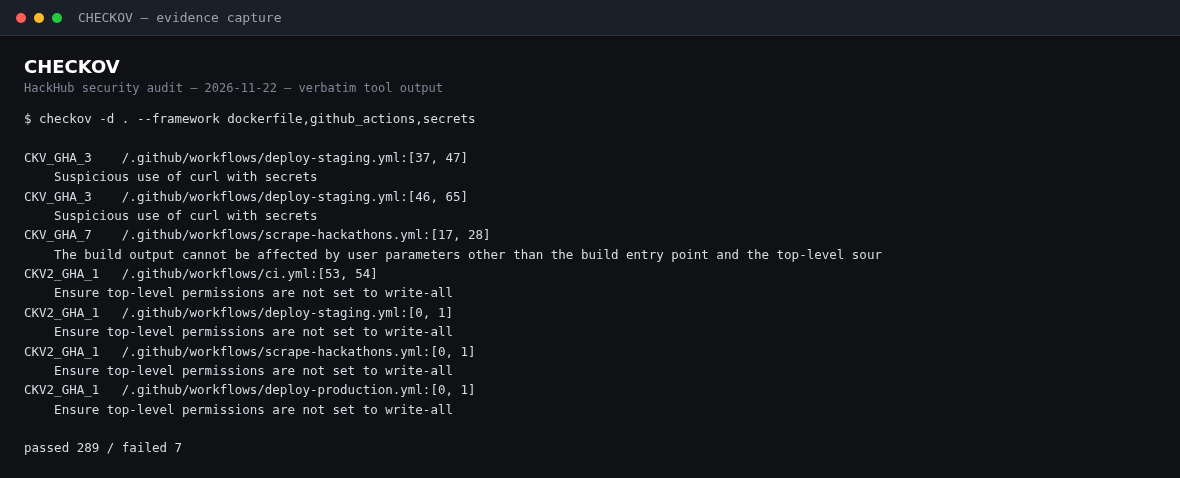 CHECKOV — evidence capture
CHECKOV
HackHub security audit — 2026-11-22 — verbatim tool output
$ checkov -d . --framework dockerfile,github_actions,secrets
CKV_GHA_3    /.github/workflows/deploy-staging.yml:[37, 47]
    Suspicious use of curl with secrets
CKV_GHA_3    /.github/workflows/deploy-staging.yml:[46, 65]
    Suspicious use of curl with secrets
CKV_GHA_7    /.github/workflows/scrape-hackathons.yml:[17, 28]
    The build output cannot be affected by user parameters other than the build entry point and the top-level sour
CKV2_GHA_1   /.github/workflows/ci.yml:[53, 54]
    Ensure top-level permissions are not set to write-all
CKV2_GHA_1   /.github/workflows/deploy-staging.yml:[0, 1]
    Ensure top-level permissions are not set to write-all
CKV2_GHA_1   /.github/workflows/scrape-hackathons.yml:[0, 1]
    Ensure top-level permissions are not set to write-all
CKV2_GHA_1   /.github/workflows/deploy-production.yml:[0, 1]
    Ensure top-level permissions are not set to write-all
passed 289 / failed 7